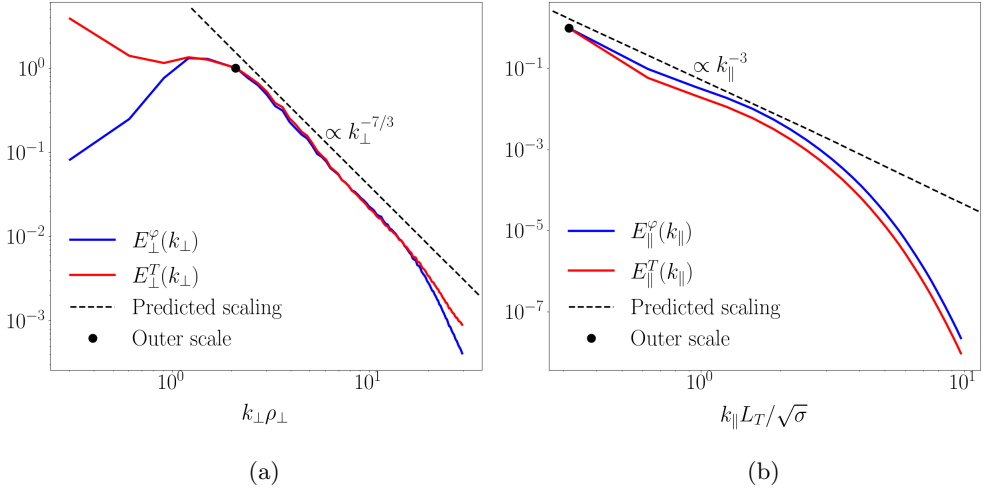 10^0
10^{-1}
10^{-2}
10^{-3}
∝ k_⊥^{-7/3}
E_⊥^φ(k_⊥)
E_⊥^T(k_⊥)
Predicted scaling
Outer scale
10^0
10^1
k_⊥ρ_⊥
(a)
10^{-1}
10^{-3}
10^{-5}
10^{-7}
∝ k_∥^{-3}
E_∥^φ(k_∥)
E_∥^T(k_∥)
Predicted scaling
Outer scale
10^0
10^1
k_∥L_T/√σ
(b)